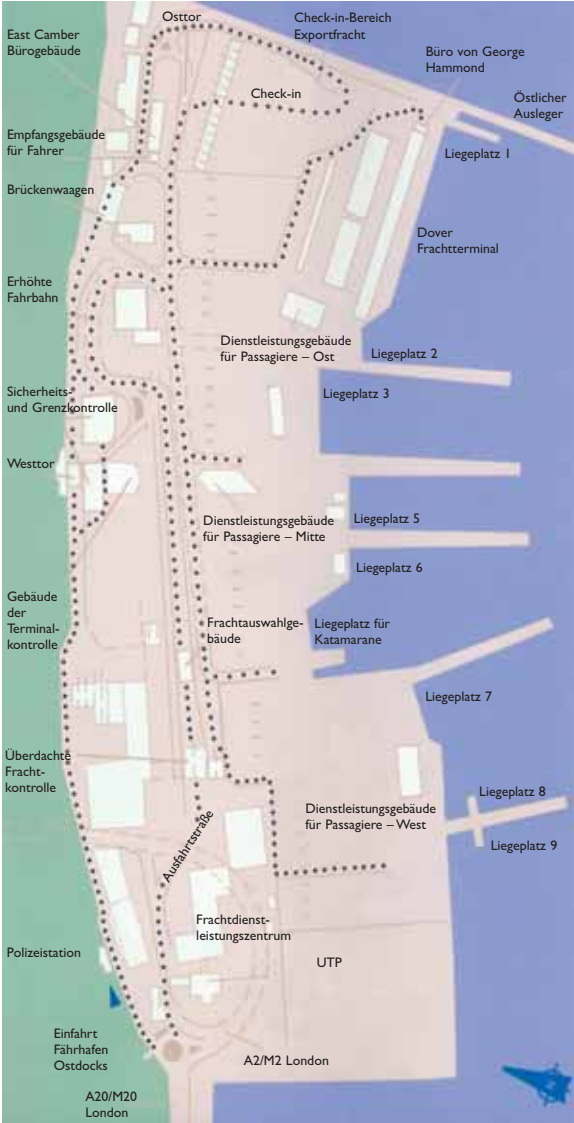 Osttor
East Camber
Bürogebäude
Check-in-Bereich
Exportfracht
Büro von George
Hammond
Check-in
Östlicher
Ausleger
Empfangsgebäude
für Fahrer
Liegeplatz 1
Brückenwaagen
Dover
Frachtterminal
Erhöhte
Fahrbahn
Dienstleistungsgebäude
für Passagiere – Ost
Liegeplatz 2
Sicherheits-
und Grenzkontrolle
Liegeplatz 3
Westtor
Dienstleistungsgebäude
für Passagiere – Mitte
Liegeplatz 5
Liegeplatz 6
Gebäude
der
Terminal-
kontrolle
Frachtauswahlge-
bäude
Liegeplatz für
Katamarane
Liegeplatz 7
Überdachte
Fracht-
kontrolle
Liegeplatz 8
Dienstleistungsgebäude
für Passagiere – West
Liegeplatz 9
Ausfahrtstraße
Frachtdienst-
leistungszentrum
Polizeistation
UTP
Einfahrt
Fährhafen
Ostdocks
A2/M2 London
A20/M20
London